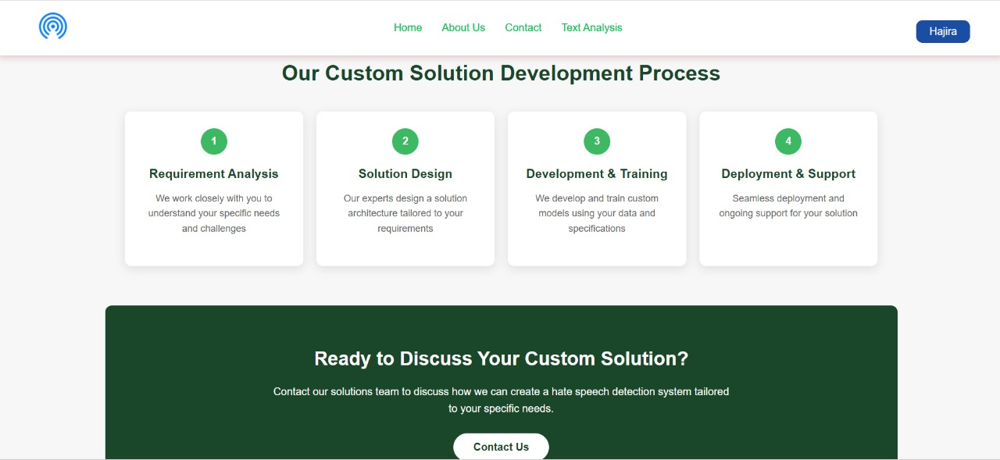 Home About Us Contact Text Analysis
Hajira
Our Custom Solution Development Process
1
Requirement Analysis
We work closely with you to
understand your specific needs
and challenges
2
Solution Design
Our experts design a solution
architecture tailored to your
requirements
3
Development & Training
We develop and train custom
models using your data and
specifications
4
Deployment & Support
Seamless deployment and
ongoing support for your solution
Ready to Discuss Your Custom Solution?
Contact our solutions team to discuss how we can create a hate speech detection system tailored
to your specific needs.
Contact Us